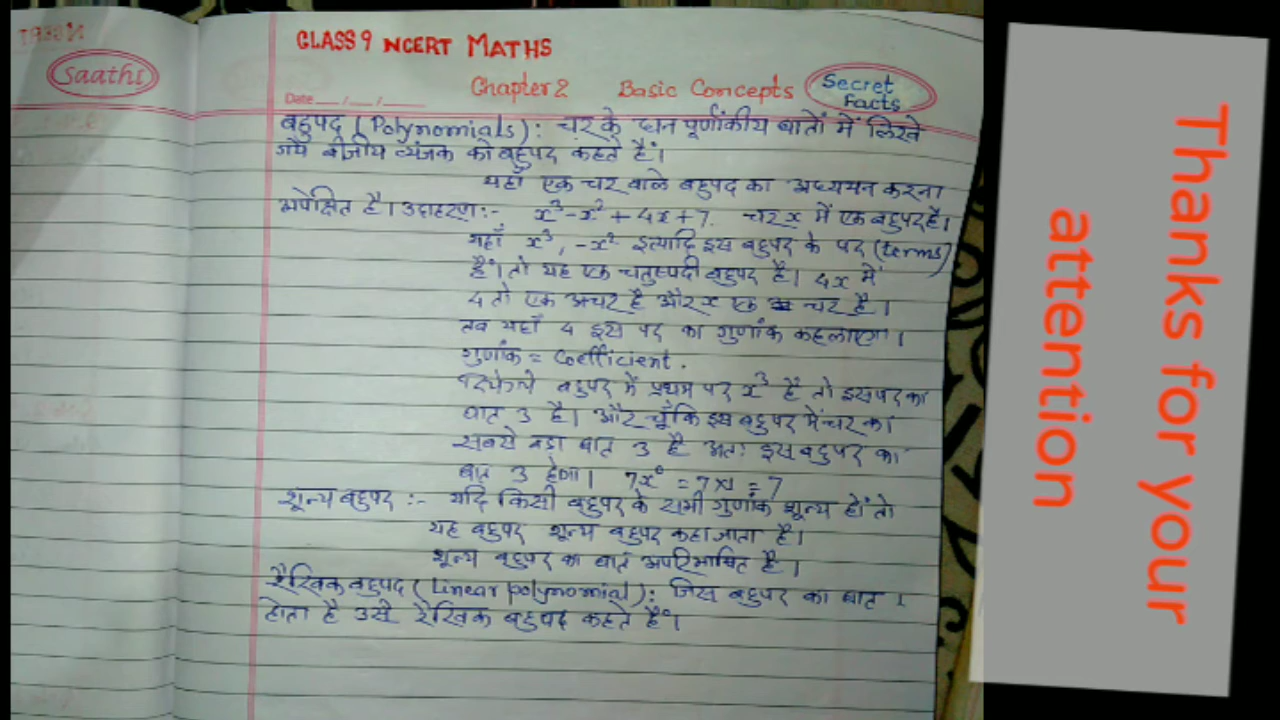 NCERT
Saathi
CLASS 9 NCERT MATHS
Chapter 2 Basic Concepts Secret Facts
Date __/__/____
बहुपद (Polynomials): चर के धन पूर्णांकीय घातों में लिखे
गये बीजीय व्यंजक को बहुपद कहते हैं।
यहाँ एक चर वाले बहुपद का अध्ययन करना
अपेक्षित है। उदाहरण:- x³-x²+4x+7. चर x में एक बहुपद है।
यहाँ x³, -x² इत्यादि इस बहुपद के पद (terms)
हैं। तो यह एक चतुष्पदी बहुपद है। 4x में
4 तो एक अचर है और x एक चर है।
तब यहाँ 4 इस पद का गुणांक कहलाएगा।
गुणांक = Coefficient.
बहुपद में प्रथम पद x³ है तो इस पद का
घात 3 है। और चूँकि इस बहुपद में चर का
सबसे बड़ा घात 3 है अतः इस बहुपद का
घात 3 होगा। 7x⁰ = 7×1 = 7
शून्य बहुपद :- यदि किसी बहुपद के सभी गुणांक शून्य हों तो
यह बहुपद शून्य बहुपद कहा जाता है।
शून्य बहुपद का घात अपरिभाषित है।
रैखिक बहुपद (Linear polynomial): जिस बहुपद का घात 1
होता है उसे रैखिक बहुपद कहते हैं।
Thanks for your
attention